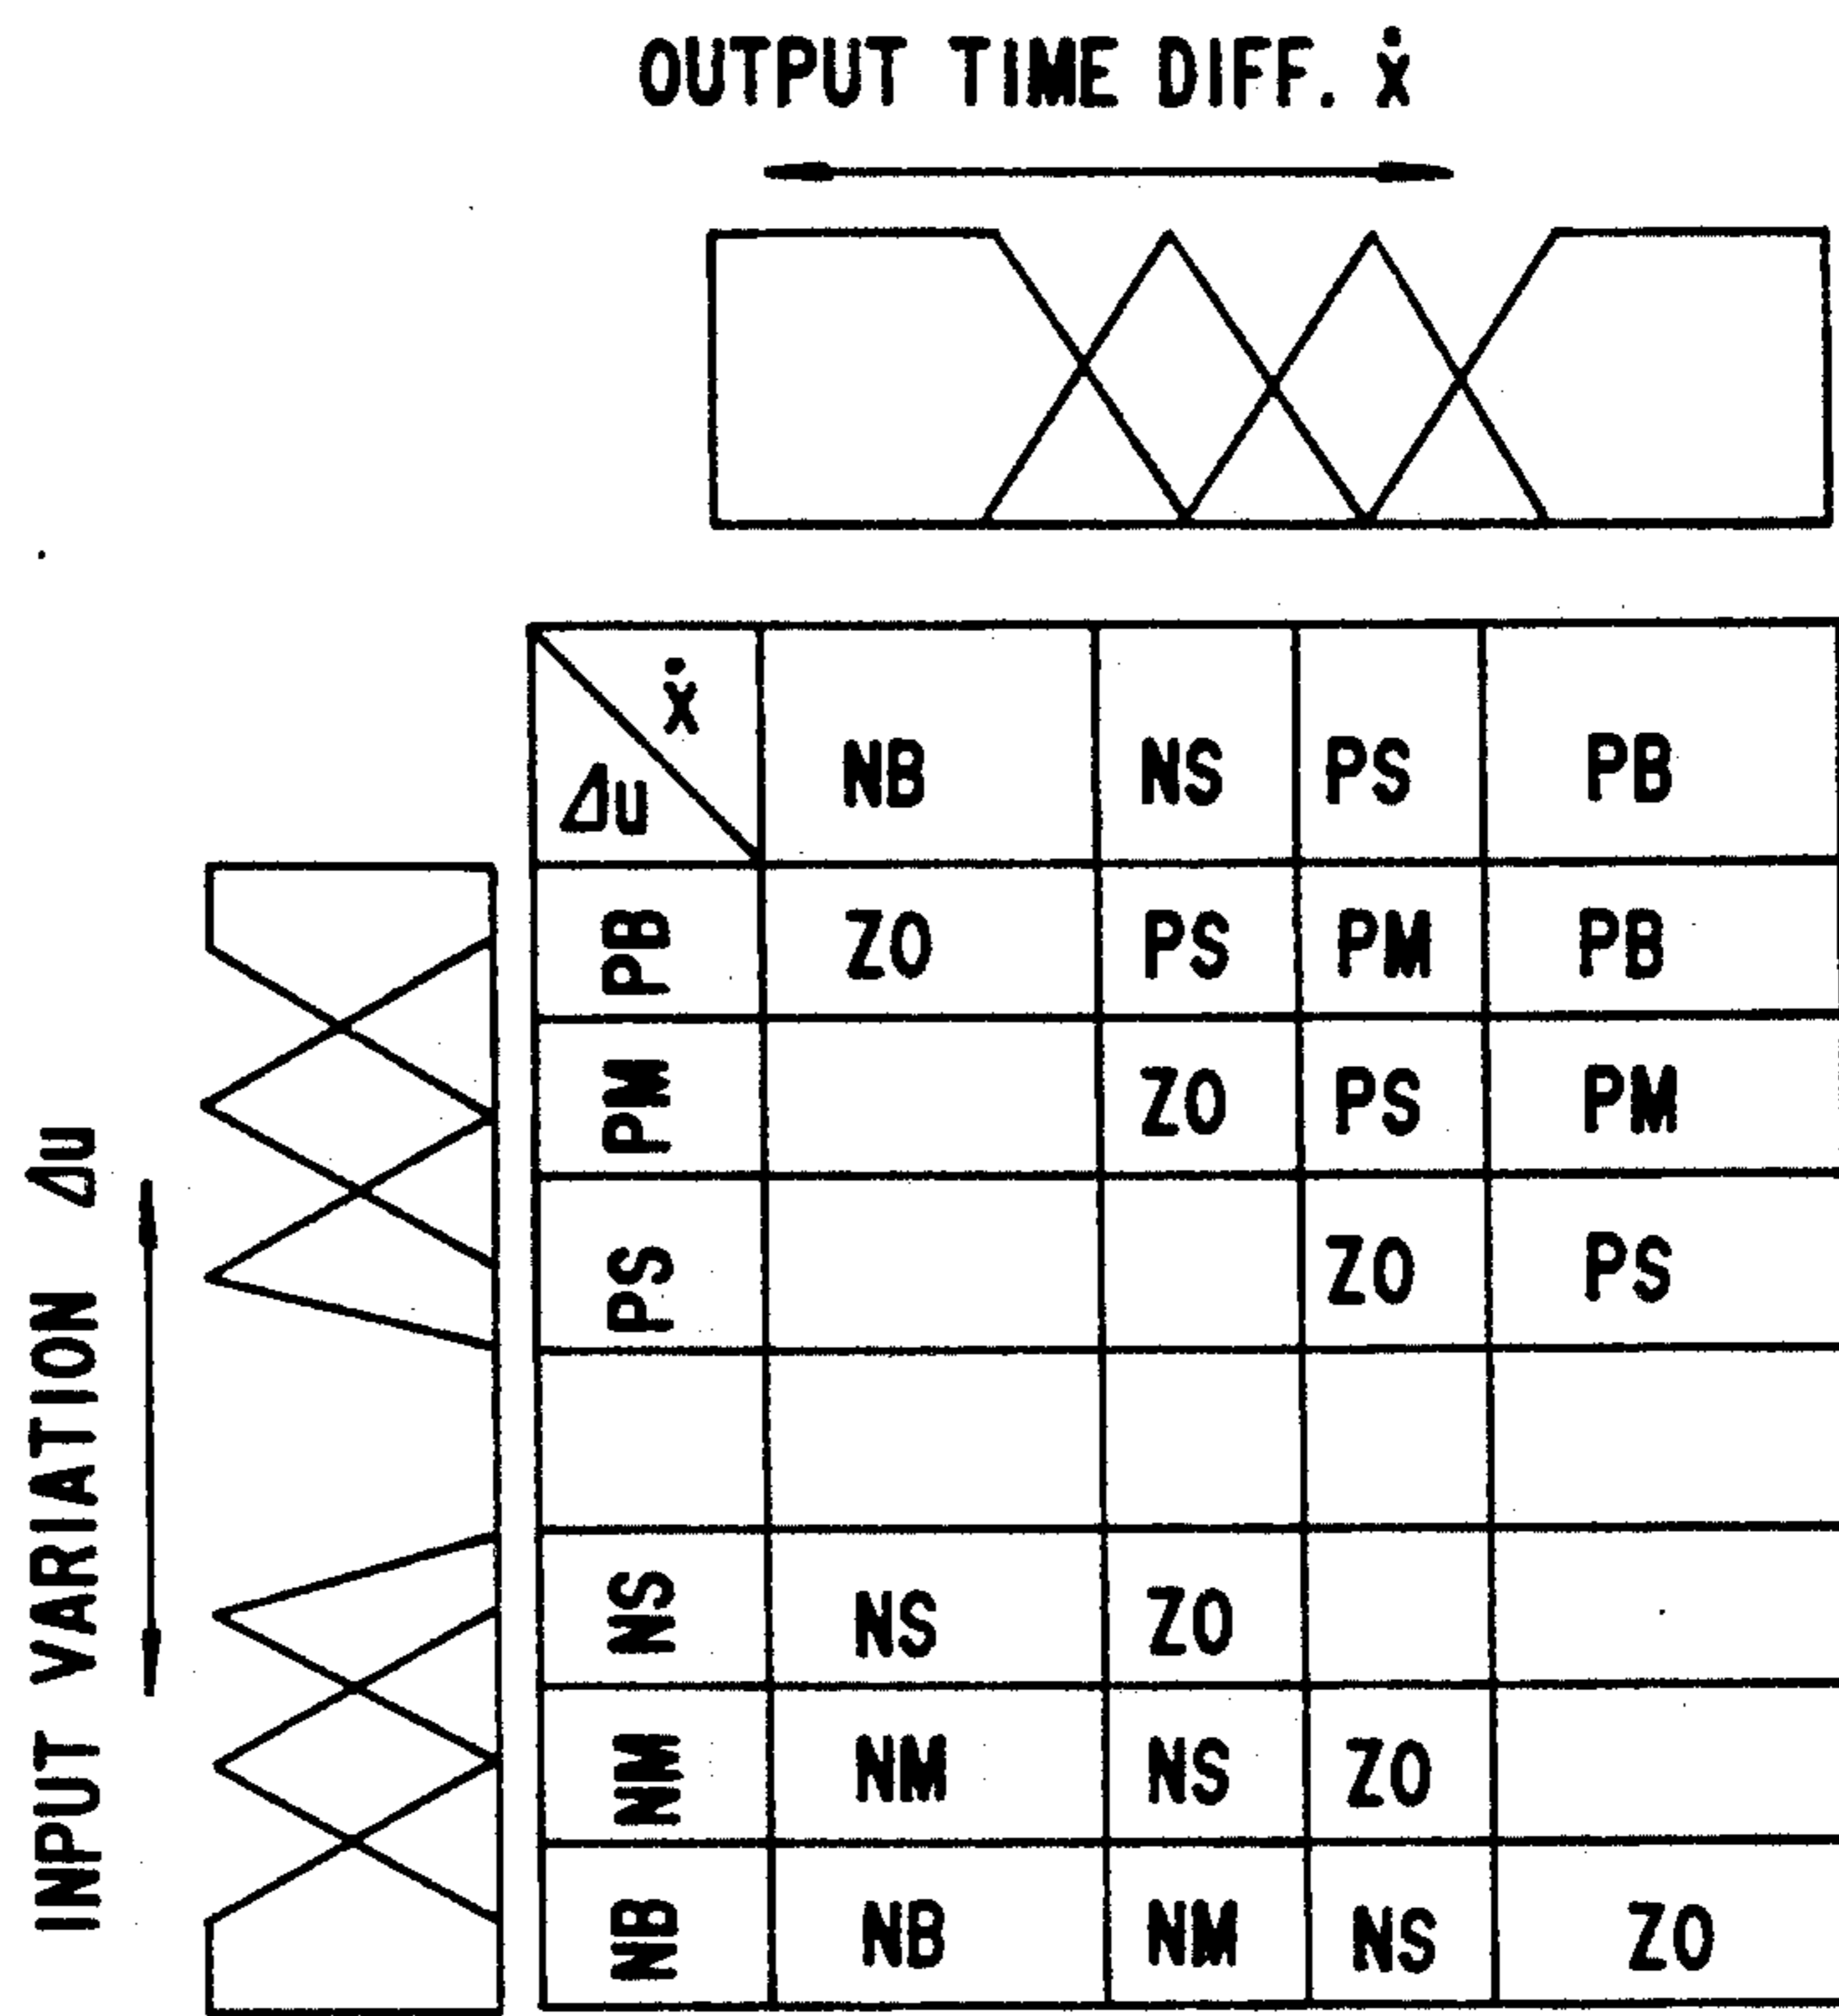 OUTPUT TIME DIFF. ẋ
ẋ
Δu
NB NS PS PB
PB ZO PS PM PB
PM ZO PS PM
PS ZO PS
NS NS ZO
NM NM NS ZO
NB NB NM NS ZO
INPUT VARIATION Δu